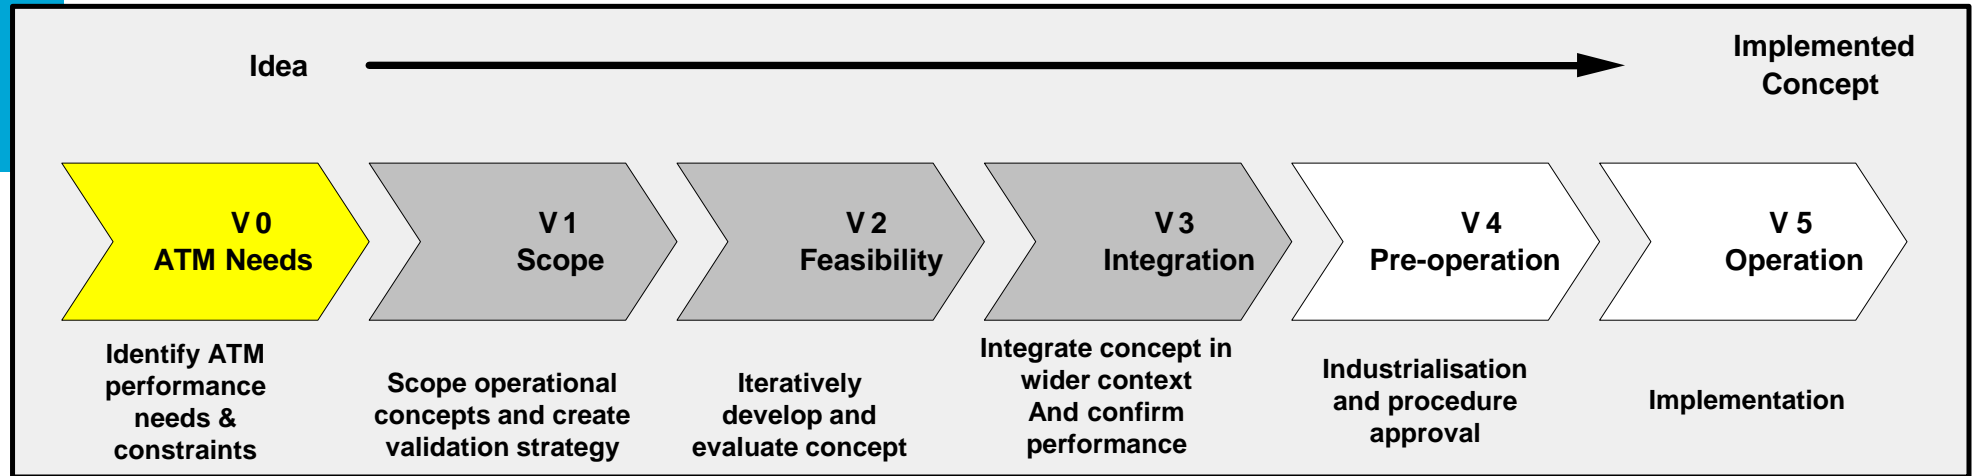 Idea
Implemented
Concept
V 0
ATM Needs
V 1
Scope
V 2
Feasibility
V 3
Integration
V 4
Pre-operation
V 5
Operation
Identify ATM
performance
needs &
constraints
Scope operational
concepts and create
validation strategy
Iteratively
develop and
evaluate concept
Integrate concept in
wider context
And confirm
performance
Industrialisation
and procedure
approval
Implementation